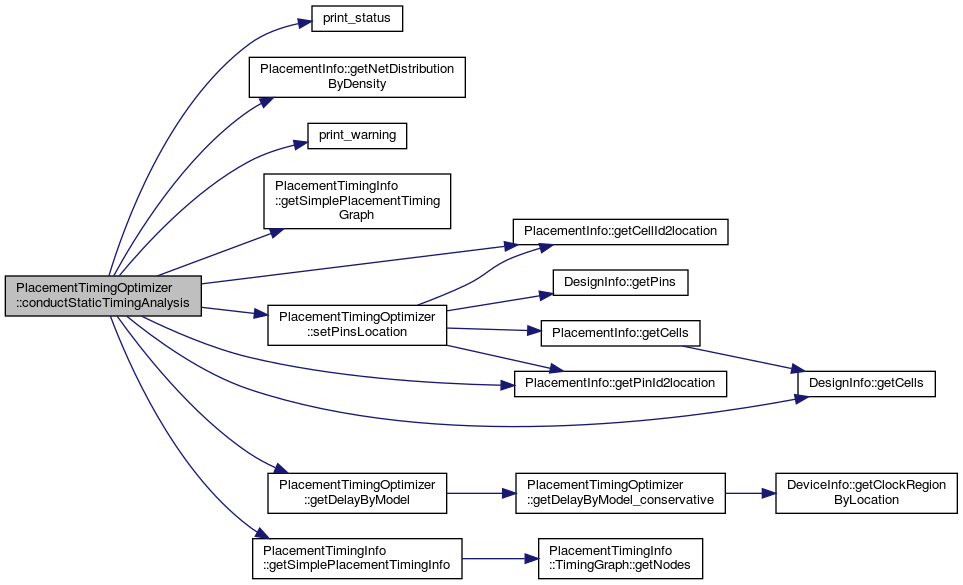 print_status
PlacementInfo::getNetDistribution
ByDensity
print_warning
PlacementTimingInfo
::getSimplePlacementTiming
Graph
PlacementInfo::getCellId2location
DesignInfo::getPins
PlacementTimingOptimizer
::conductStaticTimingAnalysis
PlacementTimingOptimizer
::setPinsLocation
PlacementInfo::getCells
PlacementInfo::getPinId2location
DesignInfo::getCells
PlacementTimingOptimizer
::getDelayByModel
PlacementTimingOptimizer
::getDelayByModel_conservative
DeviceInfo::getClockRegion
ByLocation
PlacementTimingInfo
::getSimplePlacementTimingInfo
PlacementTimingInfo
::TimingGraph::getNodes